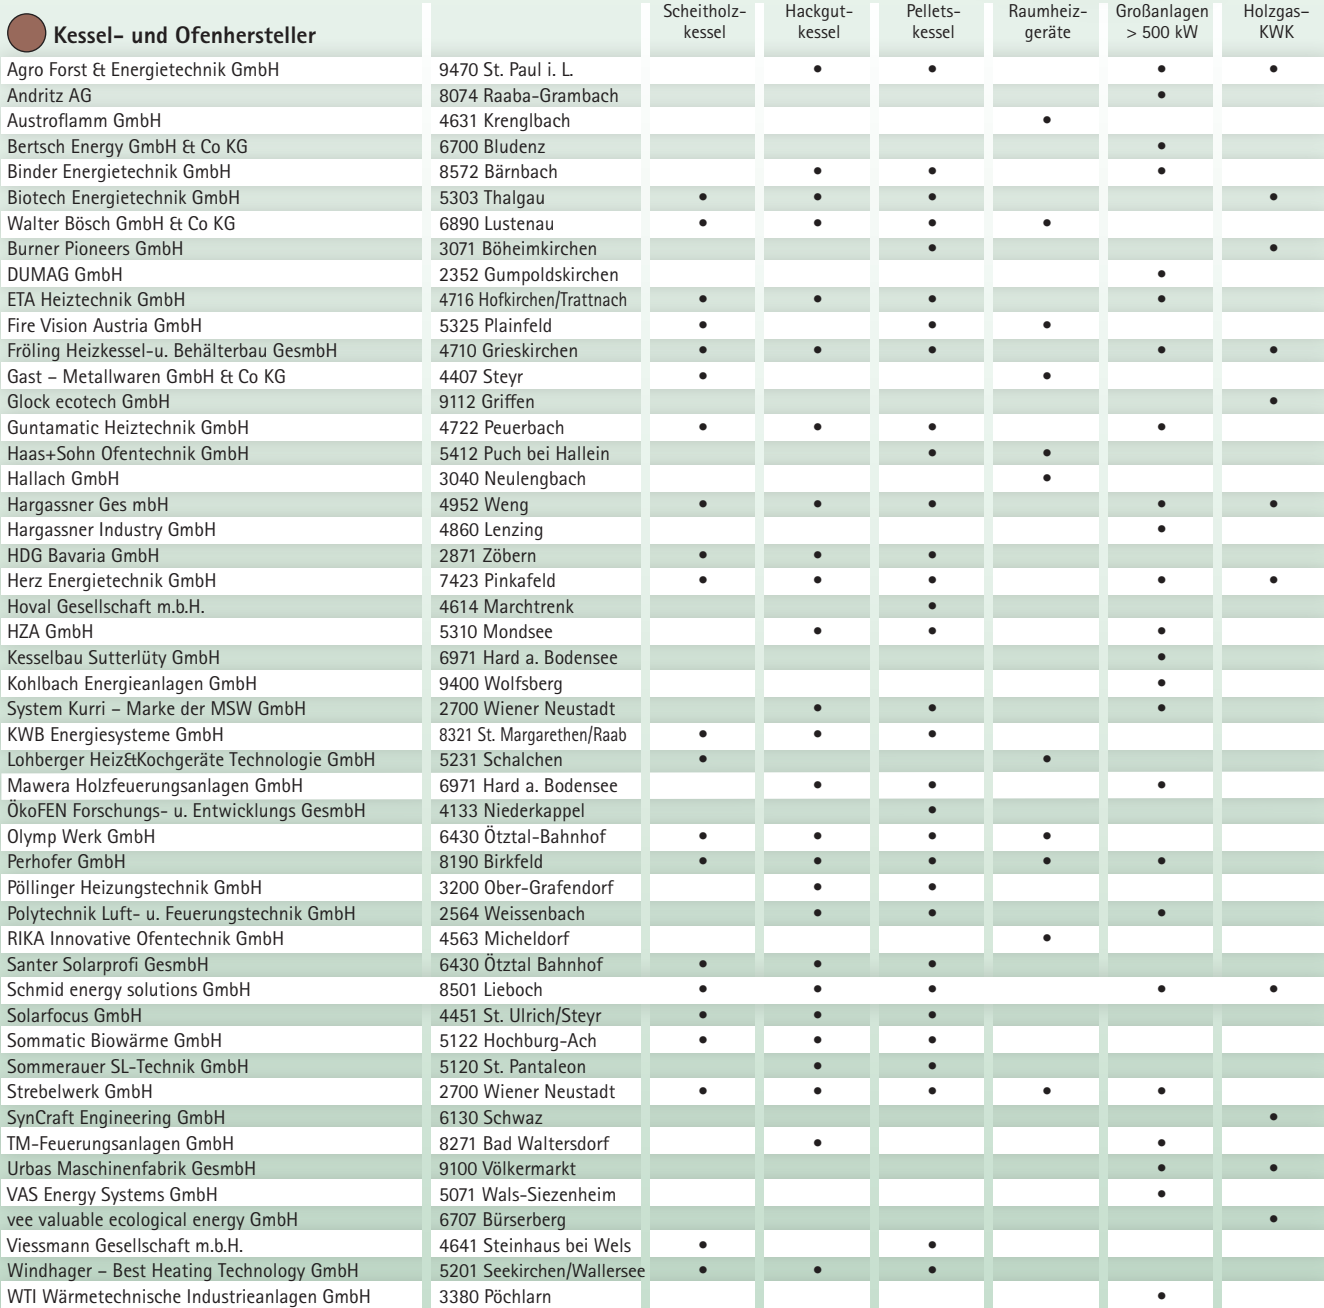 Kessel- und Ofenhersteller Scheitholz-kessel Hackgut-kessel Pellets-kessel Raumheiz-geräte Großanlagen > 500 kW Holzgas–KWK
Agro Forst & Energietechnik GmbH 9470 St. Paul i. L. • • • •
Andritz AG 8074 Raaba-Grambach •
Austroflamm GmbH 4631 Krenglbach •
Bertsch Energy GmbH & Co KG 6700 Bludenz •
Binder Energietechnik GmbH 8572 Bärnbach • • •
Biotech Energietechnik GmbH 5303 Thalgau • • • •
Walter Bösch GmbH & Co KG 6890 Lustenau • • • •
Burner Pioneers GmbH 3071 Böheimkirchen • •
DUMAG GmbH 2352 Gumpoldskirchen •
ETA Heiztechnik GmbH 4716 Hofkirchen/Trattnach • • • •
Fire Vision Austria GmbH 5325 Plainfeld • • •
Fröling Heizkessel-u. Behälterbau GesmbH 4710 Grieskirchen • • • • •
Gast – Metallwaren GmbH & Co KG 4407 Steyr • •
Glock ecotech GmbH 9112 Griffen •
Guntamatic Heiztechnik GmbH 4722 Peuerbach • • • •
Haas+Sohn Ofentechnik GmbH 5412 Puch bei Hallein • •
Hallach GmbH 3040 Neulengbach •
Hargassner Ges mbH 4952 Weng • • • • •
Hargassner Industry GmbH 4860 Lenzing •
HDG Bavaria GmbH 2871 Zöbern • • •
Herz Energietechnik GmbH 7423 Pinkafeld • • • • •
Hoval Gesellschaft m.b.H. 4614 Marchtrenk •
HZA GmbH 5310 Mondsee • • •
Kesselbau Sutterlüty GmbH 6971 Hard a. Bodensee •
Kohlbach Energieanlagen GmbH 9400 Wolfsberg •
System Kurri – Marke der MSW GmbH 2700 Wiener Neustadt • • •
KWB Energiesysteme GmbH 8321 St. Margarethen/Raab • • •
Lohberger Heiz&Kochgeräte Technologie GmbH 5231 Schalchen • •
Mawera Holzfeuerungsanlagen GmbH 6971 Hard a. Bodensee • • •
ÖkoFEN Forschungs- u. Entwicklungs GesmbH 4133 Niederkappel •
Olymp Werk GmbH 6430 Ötztal-Bahnhof • • • •
Perhofer GmbH 8190 Birkfeld • • • • •
Pöllinger Heizungstechnik GmbH 3200 Ober-Grafendorf • •
Polytechnik Luft- u. Feuerungstechnik GmbH 2564 Weissenbach • • •
RIKA Innovative Ofentechnik GmbH 4563 Micheldorf •
Santer Solarprofi GesmbH 6430 Ötztal Bahnhof • • •
Schmid energy solutions GmbH 8501 Lieboch • • • • •
Solarfocus GmbH 4451 St. Ulrich/Steyr • • •
Sommatic Biowärme GmbH 5122 Hochburg-Ach • • •
Sommerauer SL-Technik GmbH 5120 St. Pantaleon • •
Strebelwerk GmbH 2700 Wiener Neustadt • • • • •
SynCraft Engineering GmbH 6130 Schwaz •
TM-Feuerungsanlagen GmbH 8271 Bad Waltersdorf • •
Urbas Maschinenfabrik GesmbH 9100 Völkermarkt • •
VAS Energy Systems GmbH 5071 Wals-Siezenheim •
vee valuable ecological energy GmbH 6707 Bürserberg •
Viessmann Gesellschaft m.b.H. 4641 Steinhaus bei Wels • •
Windhager – Best Heating Technology GmbH 5201 Seekirchen/Wallersee • • •
WTI Wärmetechnische Industrieanlagen GmbH 3380 Pöchlarn •